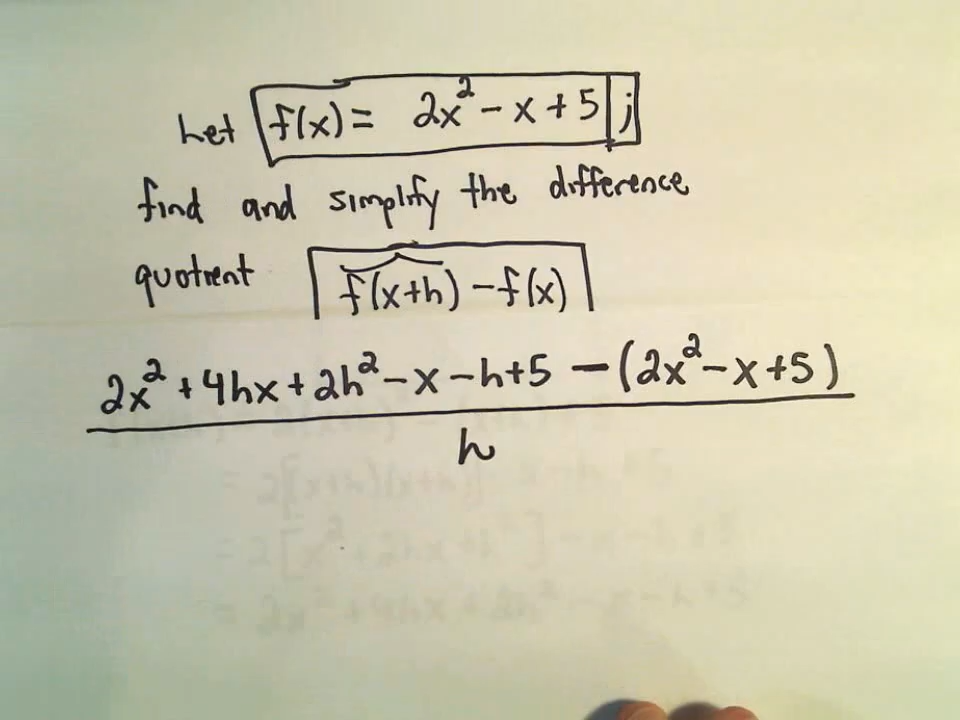 Let f(x) = 2x² - x + 5 ;
find and simplify the difference
quotient f(x+h) - f(x)
2x² + 4hx + 2h² - x - h + 5 - (2x² - x + 5)
h